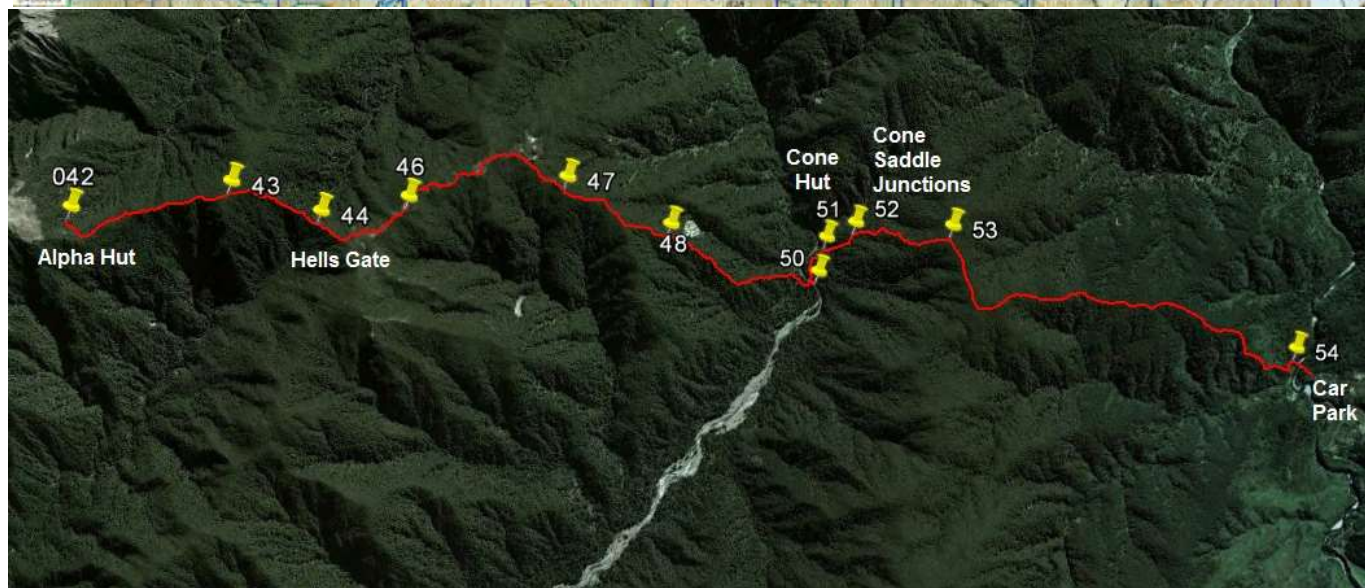 042
Alpha Hut
43
44
Hells Gate
46
47
48
50
Cone
Hut
51
Cone
Saddle
Junctions
52
53
54
Car
Park